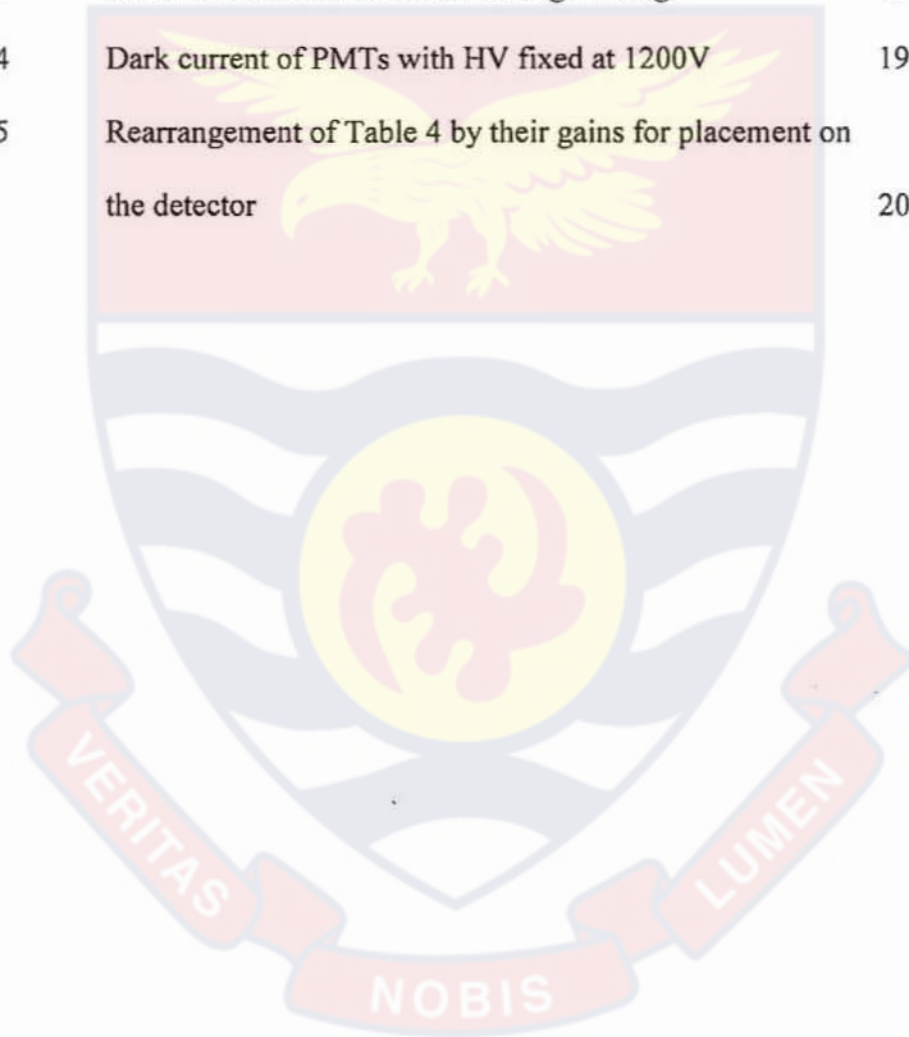 4 Dark current of PMTs with HV fixed at 1200V 19
5 Rearrangement of Table 4 by their gains for placement on
the detector 20
VERITAS
NOBIS
LUMEN